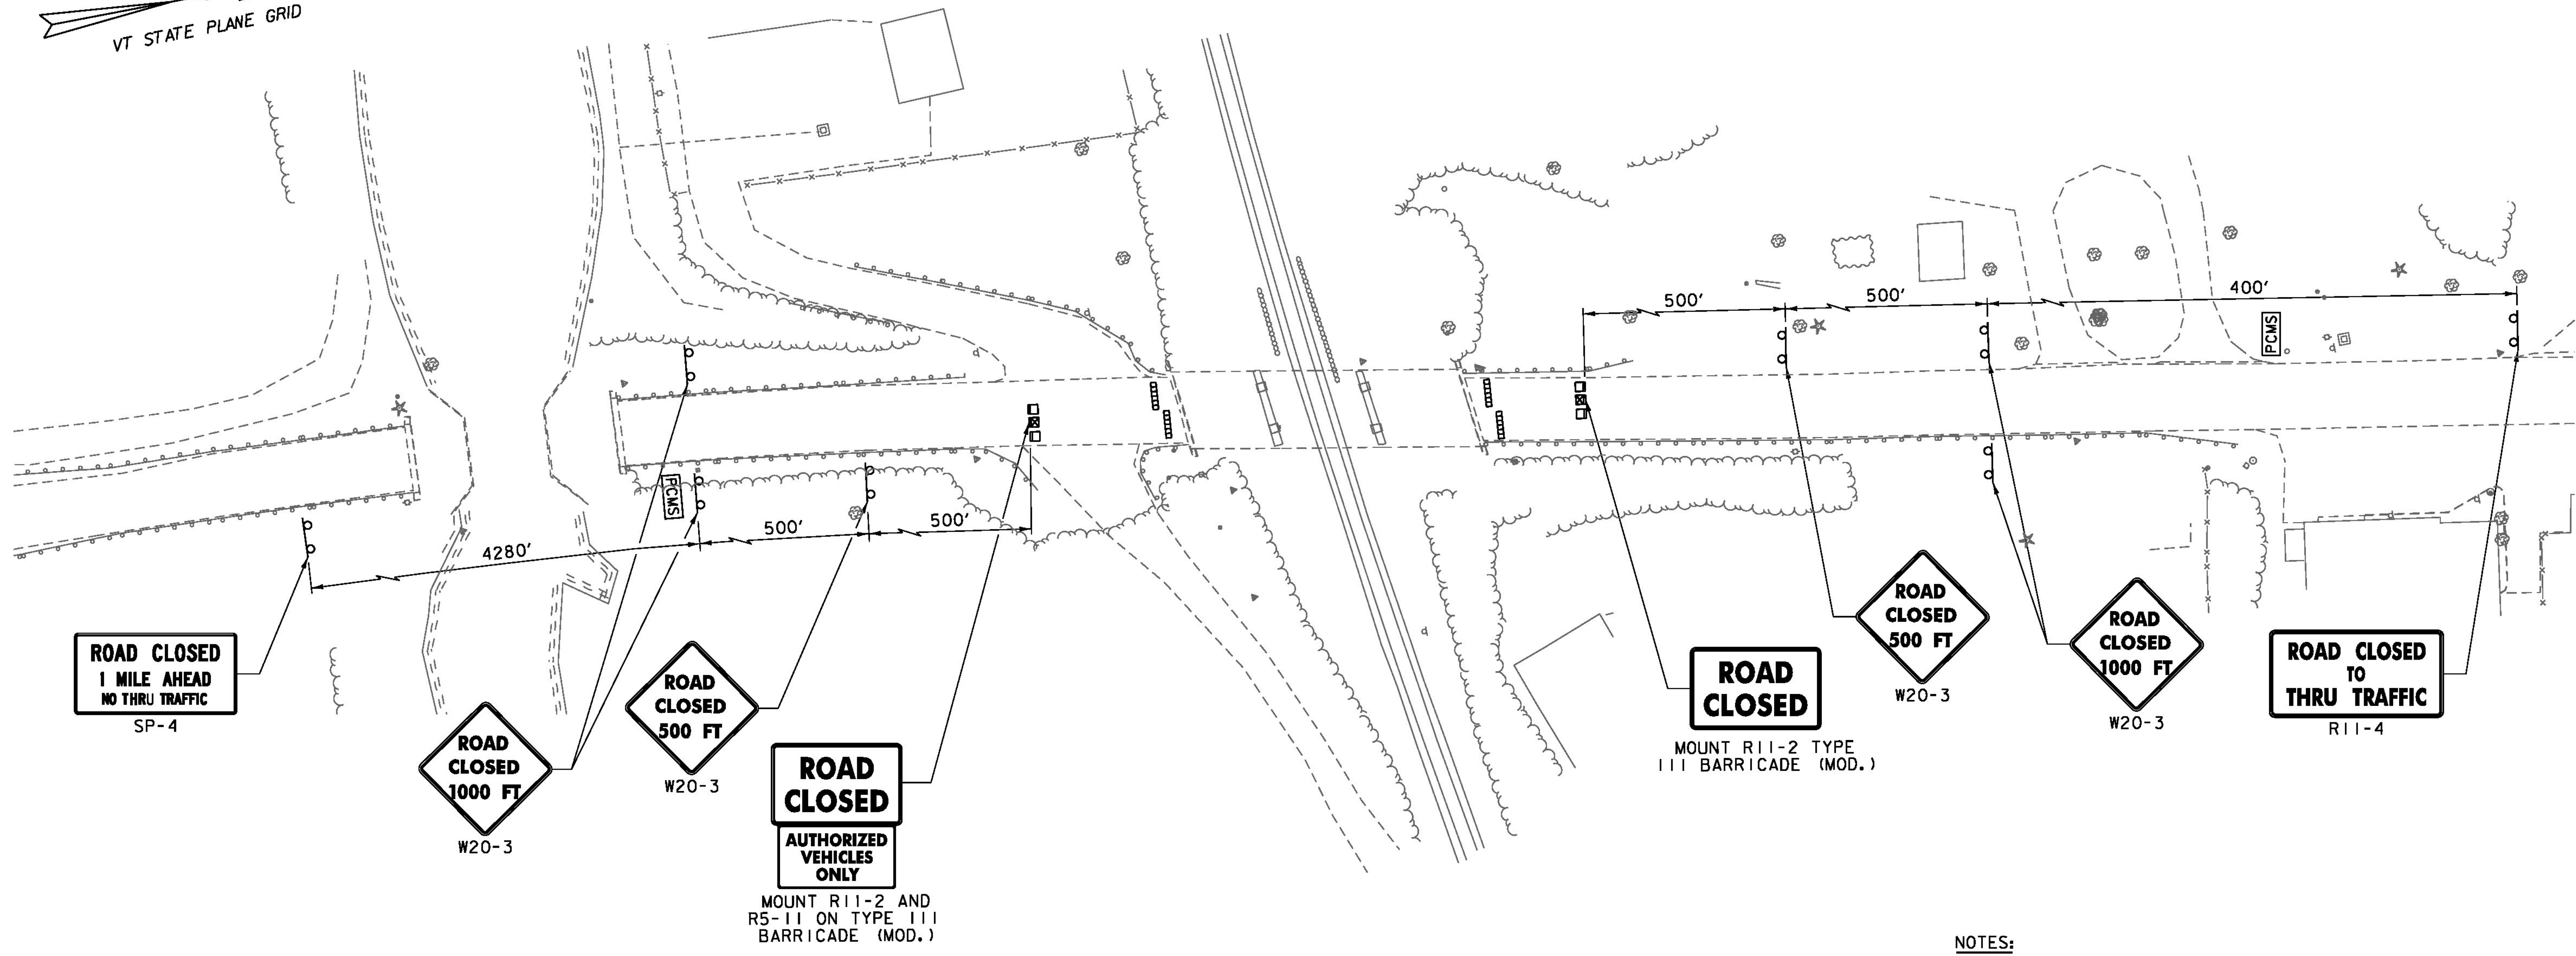 VT STATE PLANE GRID
500'
500'
400'
PCMS
PCMS
4280'
500'
500'
ROAD CLOSED
1 MILE AHEAD
NO THRU TRAFFIC
SP-4
ROAD
CLOSED
1000 FT
W20-3
ROAD
CLOSED
500 FT
W20-3
ROAD
CLOSED
AUTHORIZED
VEHICLES
ONLY
MOUNT R11-2 AND
R5-11 ON TYPE III
BARRICADE (MOD.)
ROAD
CLOSED
MOUNT R11-2 TYPE
III BARRICADE (MOD.)
ROAD
CLOSED
500 FT
W20-3
ROAD
CLOSED
1000 FT
W20-3
ROAD CLOSED
TO
THRU TRAFFIC
R11-4
NOTES: